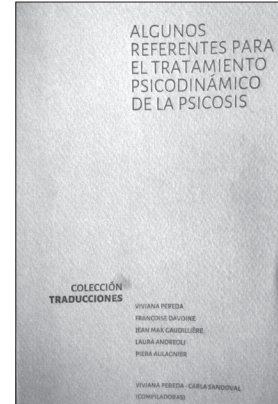 ALGUNOS
REFERENTES PARA
EL TRATAMIENTO
PSICODINÁMICO
DE LA PSICOSIS
COLECCIÓN
TRADUCCIONES
VIVIANA PEREDA
FRANCOISE DAVOINE
JEAN MAX GAUDILLIÈRE
LAURA ANDREOLI
PIERA AULAGNIER
VIVIANA PEREDA - CARLA SANDOVAL
(COMPILADORAS)